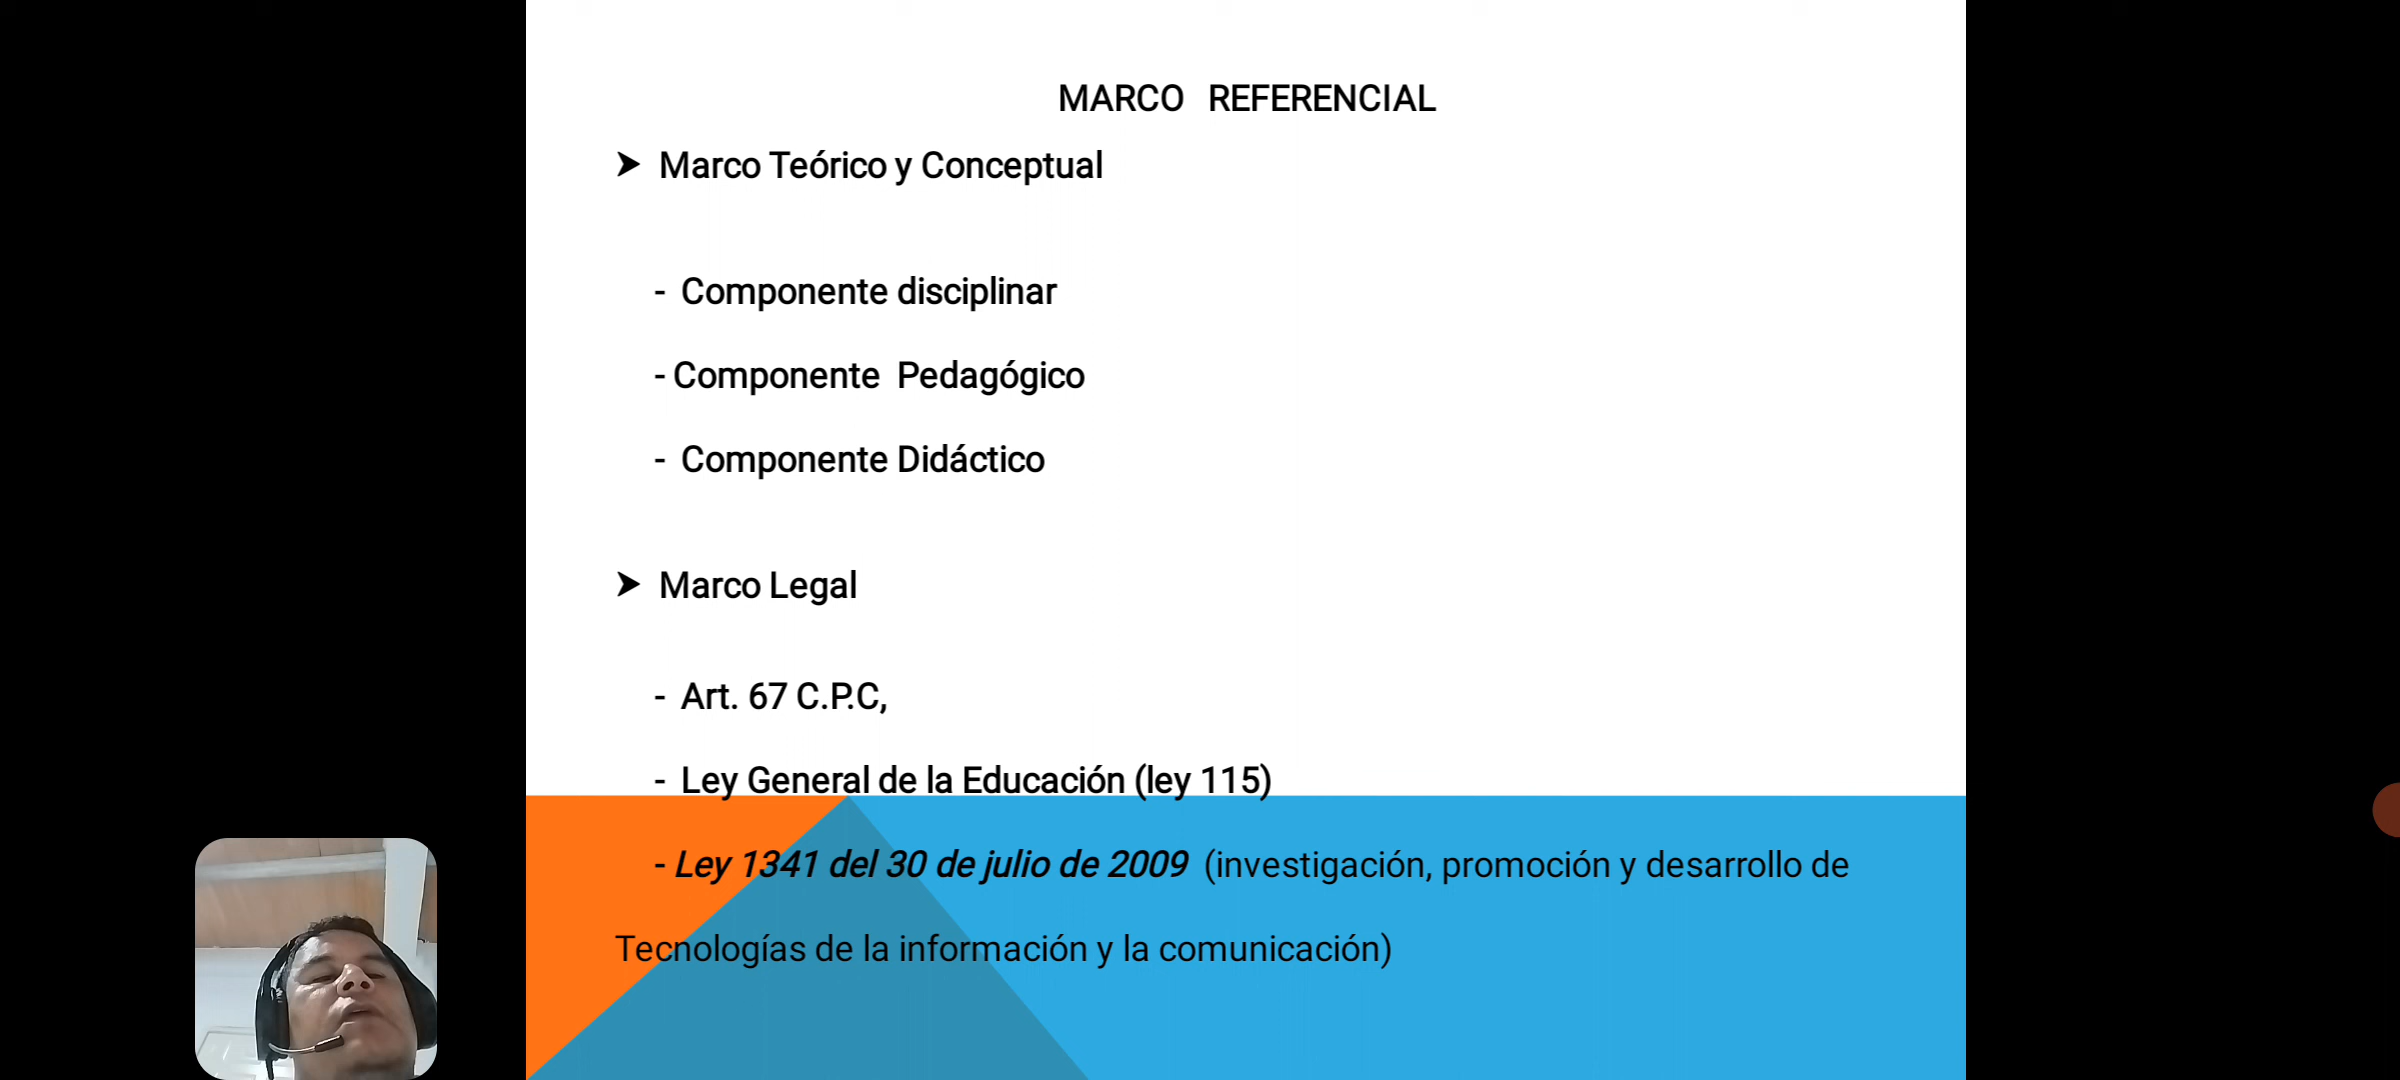 MARCO REFERENCIAL
➤ Marco Teórico y Conceptual
- Componente disciplinar
- Componente Pedagógico
- Componente Didáctico
➤ Marco Legal
- Art. 67 C.P.C,
- Ley General de la Educación (ley 115)
- Ley 1341 del 30 de julio de 2009 (investigación, promoción y desarrollo de
Tecnologías de la información y la comunicación)